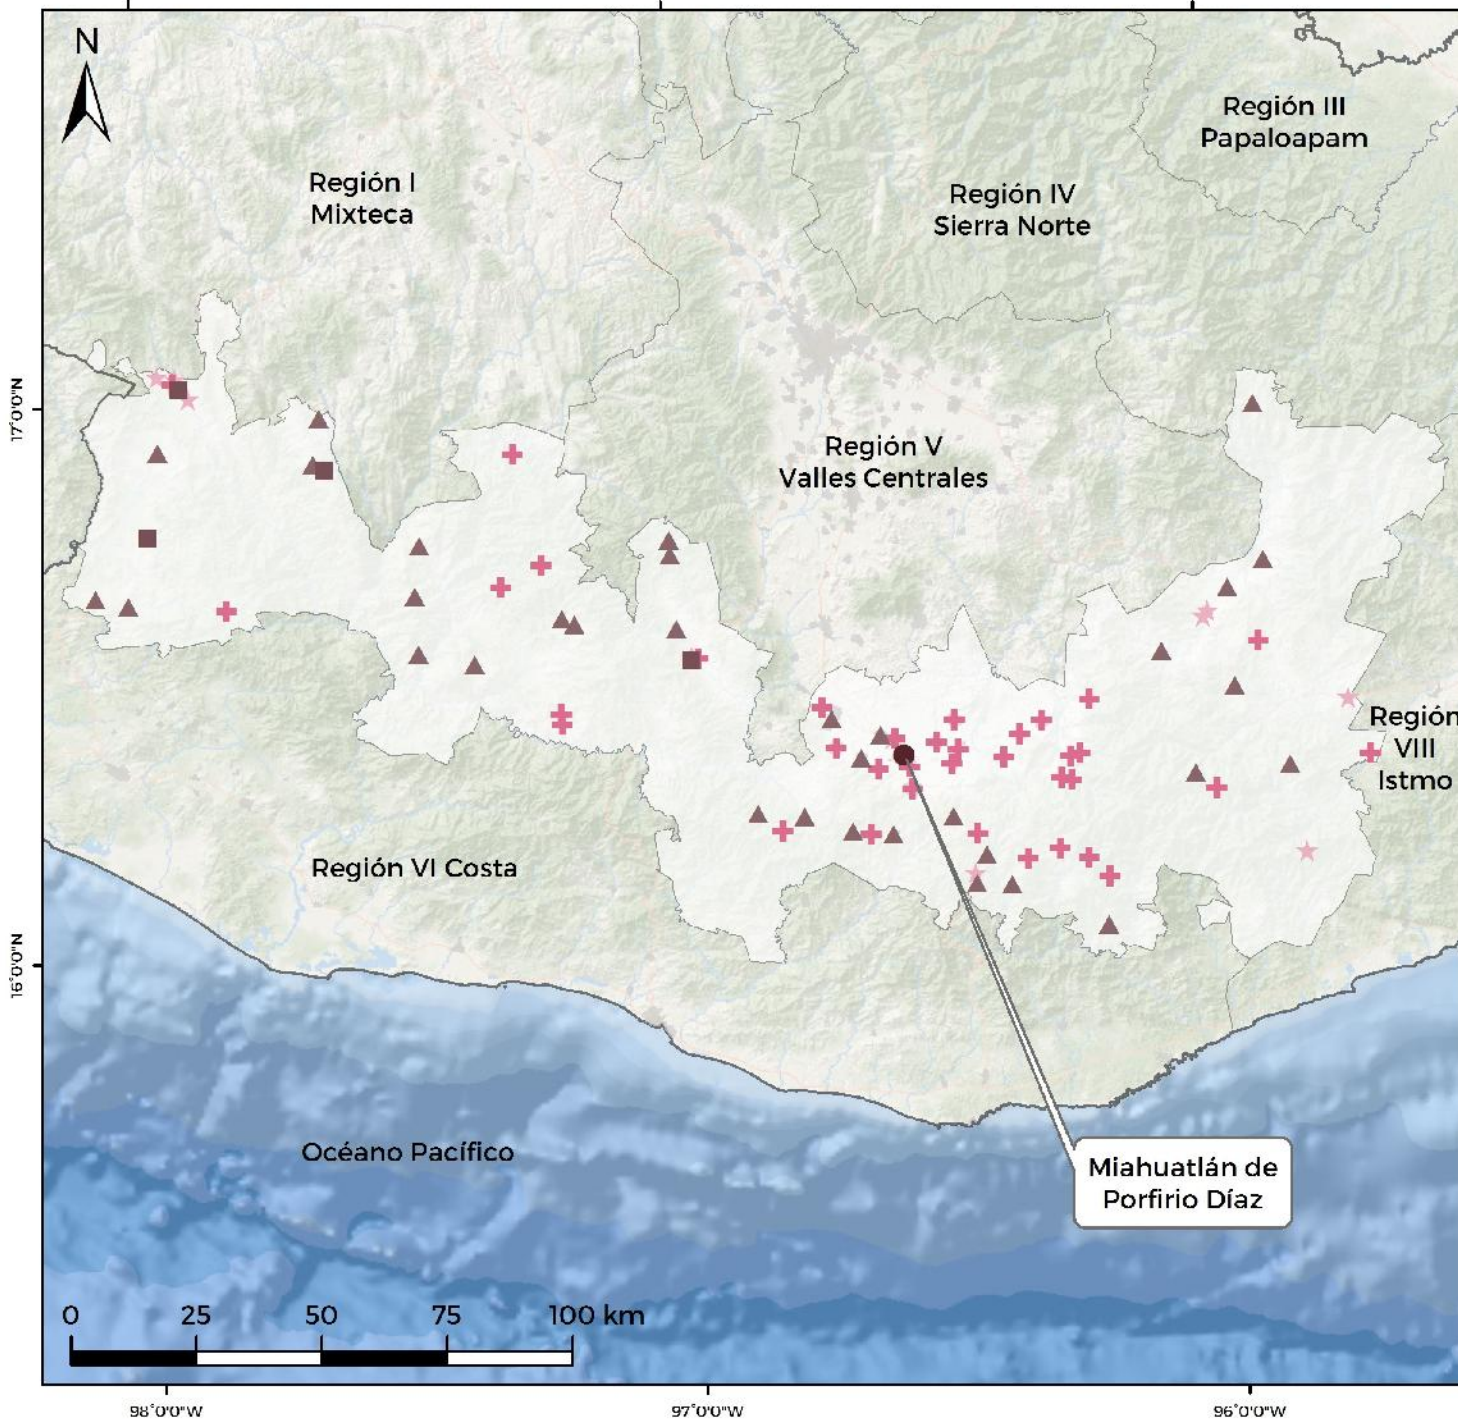 N
Región III
Papaloapam
Región I
Mixteca
Región IV
Sierra Norte
17°0'0"N
Región V
Valles Centrales
Región
VIII
Istmo
Región VI Costa
16°0'0"N
Océano Pacífico
Miahuatlán de
Porfirio Díaz
0 25 50 75 100 km
98°0'0"W 97°0'0"W 96°0'0"W